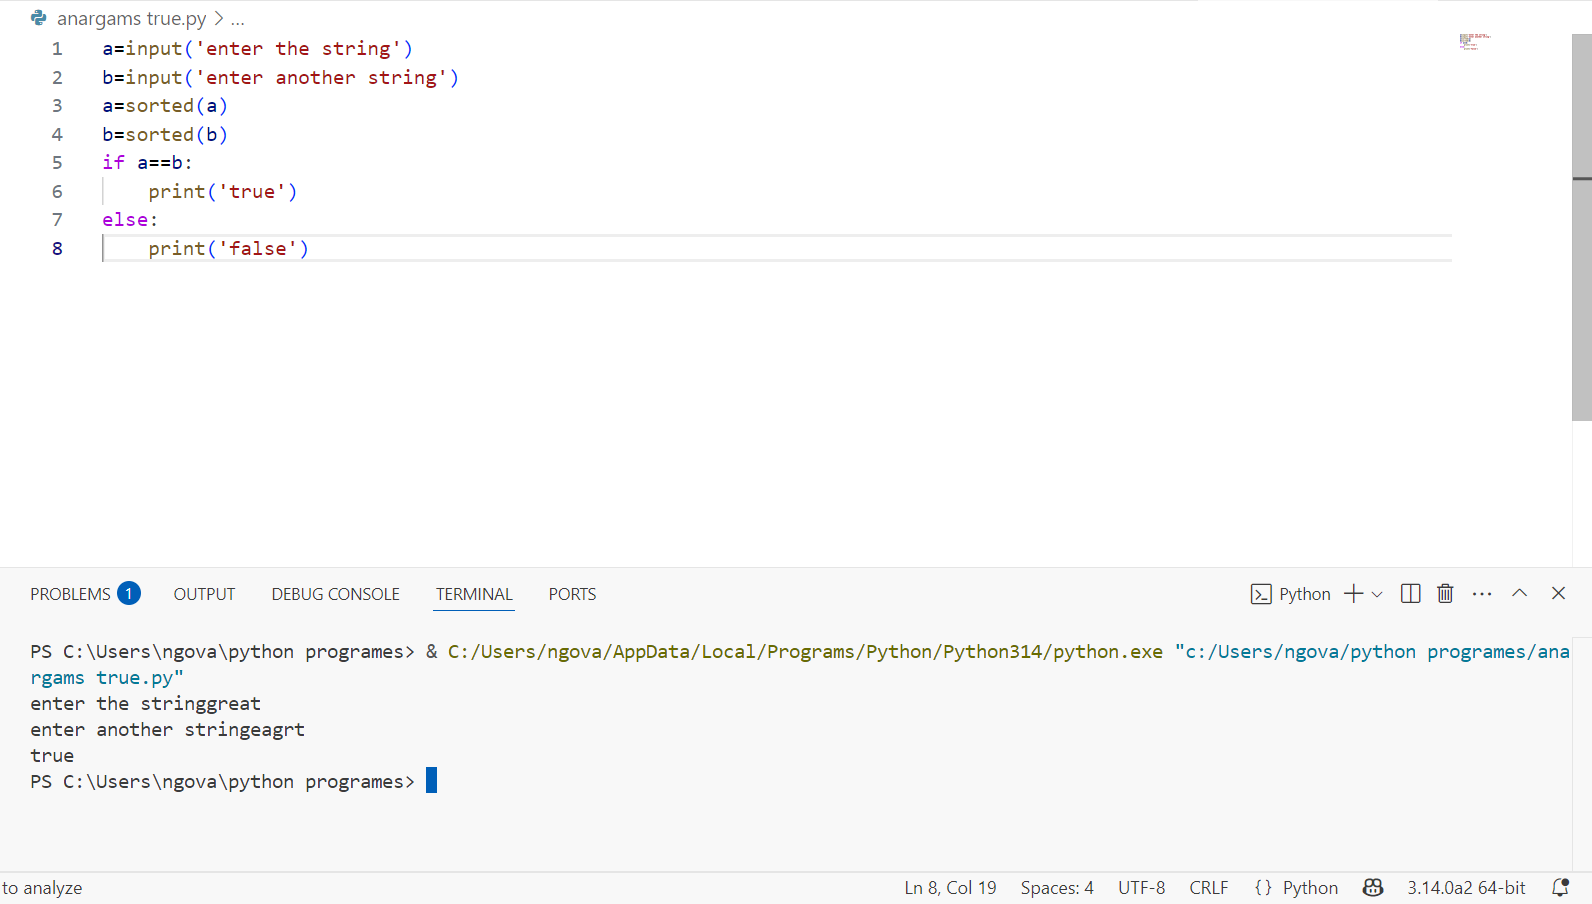 anargams true.py > ...
1 a=input('enter the string')
2 b=input('enter another string')
3 a=sorted(a)
4 b=sorted(b)
5 if a==b:
6     print('true')
7 else:
8     print('false')
PROBLEMS 1 OUTPUT DEBUG CONSOLE TERMINAL PORTS Python
PS C:\Users\ngova\python programes> & C:/Users/ngova/AppData/Local/Programs/Python/Python314/python.exe "c:/Users/ngova/python programes/ana
rgams true.py"
enter the stringgreat
enter another stringeagrt
true
PS C:\Users\ngova\python programes>
to analyze Ln 8, Col 19 Spaces: 4 UTF-8 CRLF {} Python 3.14.0a2 64-bit